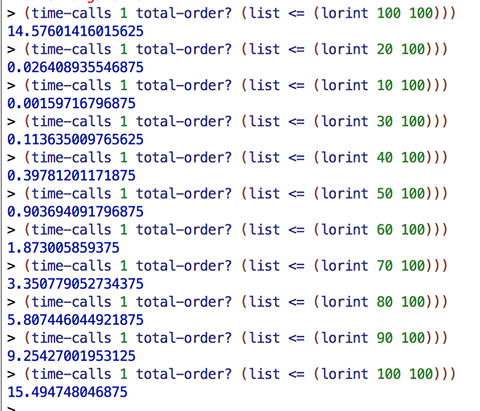 > (time-calls 1 total-order? (list <= (lorint 100 100)))
14.57601416015625
> (time-calls 1 total-order? (list <= (lorint 20 100)))
0.026408935546875
> (time-calls 1 total-order? (list <= (lorint 10 100)))
0.00159716796875
> (time-calls 1 total-order? (list <= (lorint 30 100)))
0.113635009765625
> (time-calls 1 total-order? (list <= (lorint 40 100)))
0.39781201171875
> (time-calls 1 total-order? (list <= (lorint 50 100)))
0.903694091796875
> (time-calls 1 total-order? (list <= (lorint 60 100)))
1.873005859375
> (time-calls 1 total-order? (list <= (lorint 70 100)))
3.350779052734375
> (time-calls 1 total-order? (list <= (lorint 80 100)))
5.807446044921875
> (time-calls 1 total-order? (list <= (lorint 90 100)))
9.25427001953125
> (time-calls 1 total-order? (list <= (lorint 100 100)))
15.494748046875
>